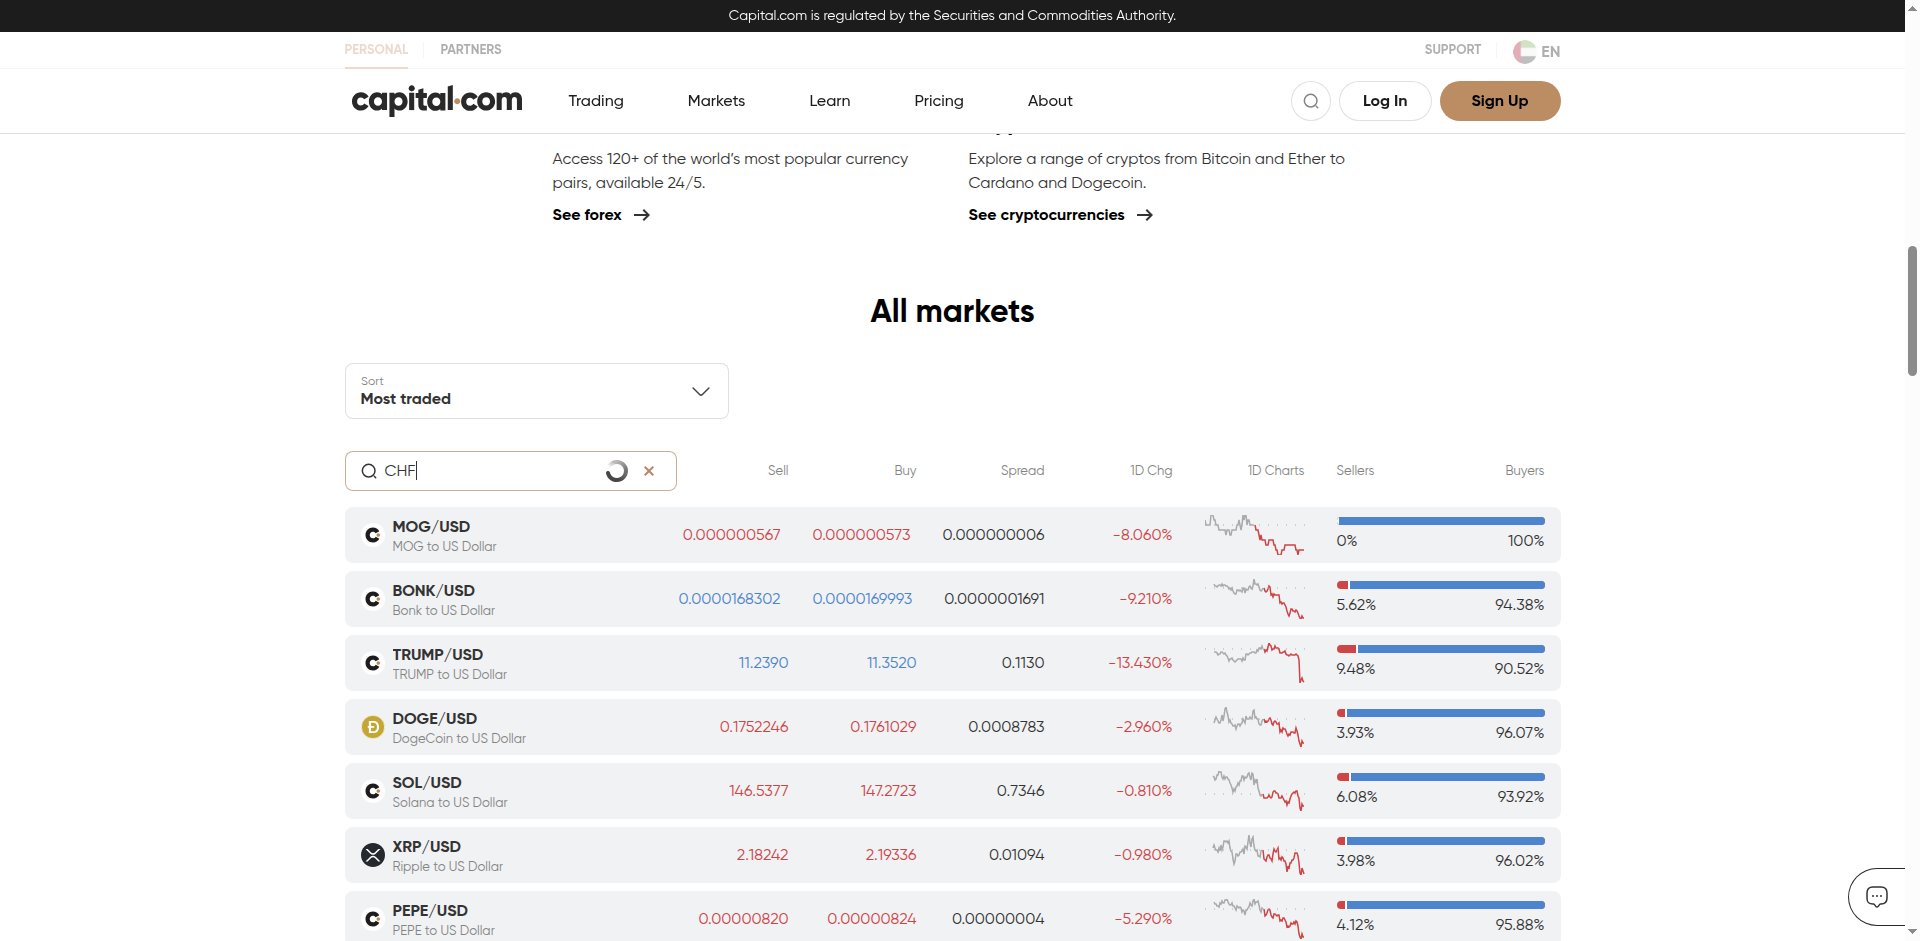 Capital.com is regulated by the Securities and Commodities Authority.
PERSONAL PARTNERS SUPPORT EN
capital.com Trading Markets Learn Pricing About Log In Sign Up
Access 120+ of the world's most popular currency
pairs, available 24/5.
See forex
Explore a range of cryptos from Bitcoin and Ether to
Cardano and Dogecoin.
See cryptocurrencies
All markets
Sort
Most traded
CHF Sell Buy Spread 1D Chg 1D Charts Sellers Buyers
MOG/USD
MOG to US Dollar
0.000000567 0.000000573 0.000000006 -8.060% 0% 100%
BONK/USD
Bonk to US Dollar
0.0000168302 0.0000169993 0.0000001691 -9.210% 5.62% 94.38%
TRUMP/USD
TRUMP to US Dollar
11.2390 11.3520 0.1130 -13.430% 9.48% 90.52%
DOGE/USD
DogeCoin to US Dollar
0.1752246 0.1761029 0.0008783 -2.960% 3.93% 96.07%
SOL/USD
Solana to US Dollar
146.5377 147.2723 0.7346 -0.810% 6.08% 93.92%
XRP/USD
Ripple to US Dollar
2.18242 2.19336 0.01094 -0.980% 3.98% 96.02%
PEPE/USD
PEPE to US Dollar
0.00000820 0.00000824 0.00000004 -5.290% 4.12% 95.88%